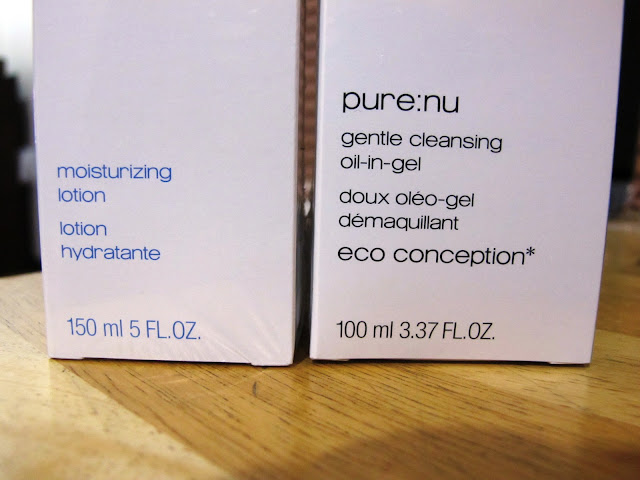 moisturizing
lotion
lotion
hydratante
150 ml 5 FL.OZ.
pure:nu
gentle cleansing
oil-in-gel
doux oléo-gel
démaquillant
eco conception*
100 ml 3.37 FL.OZ.